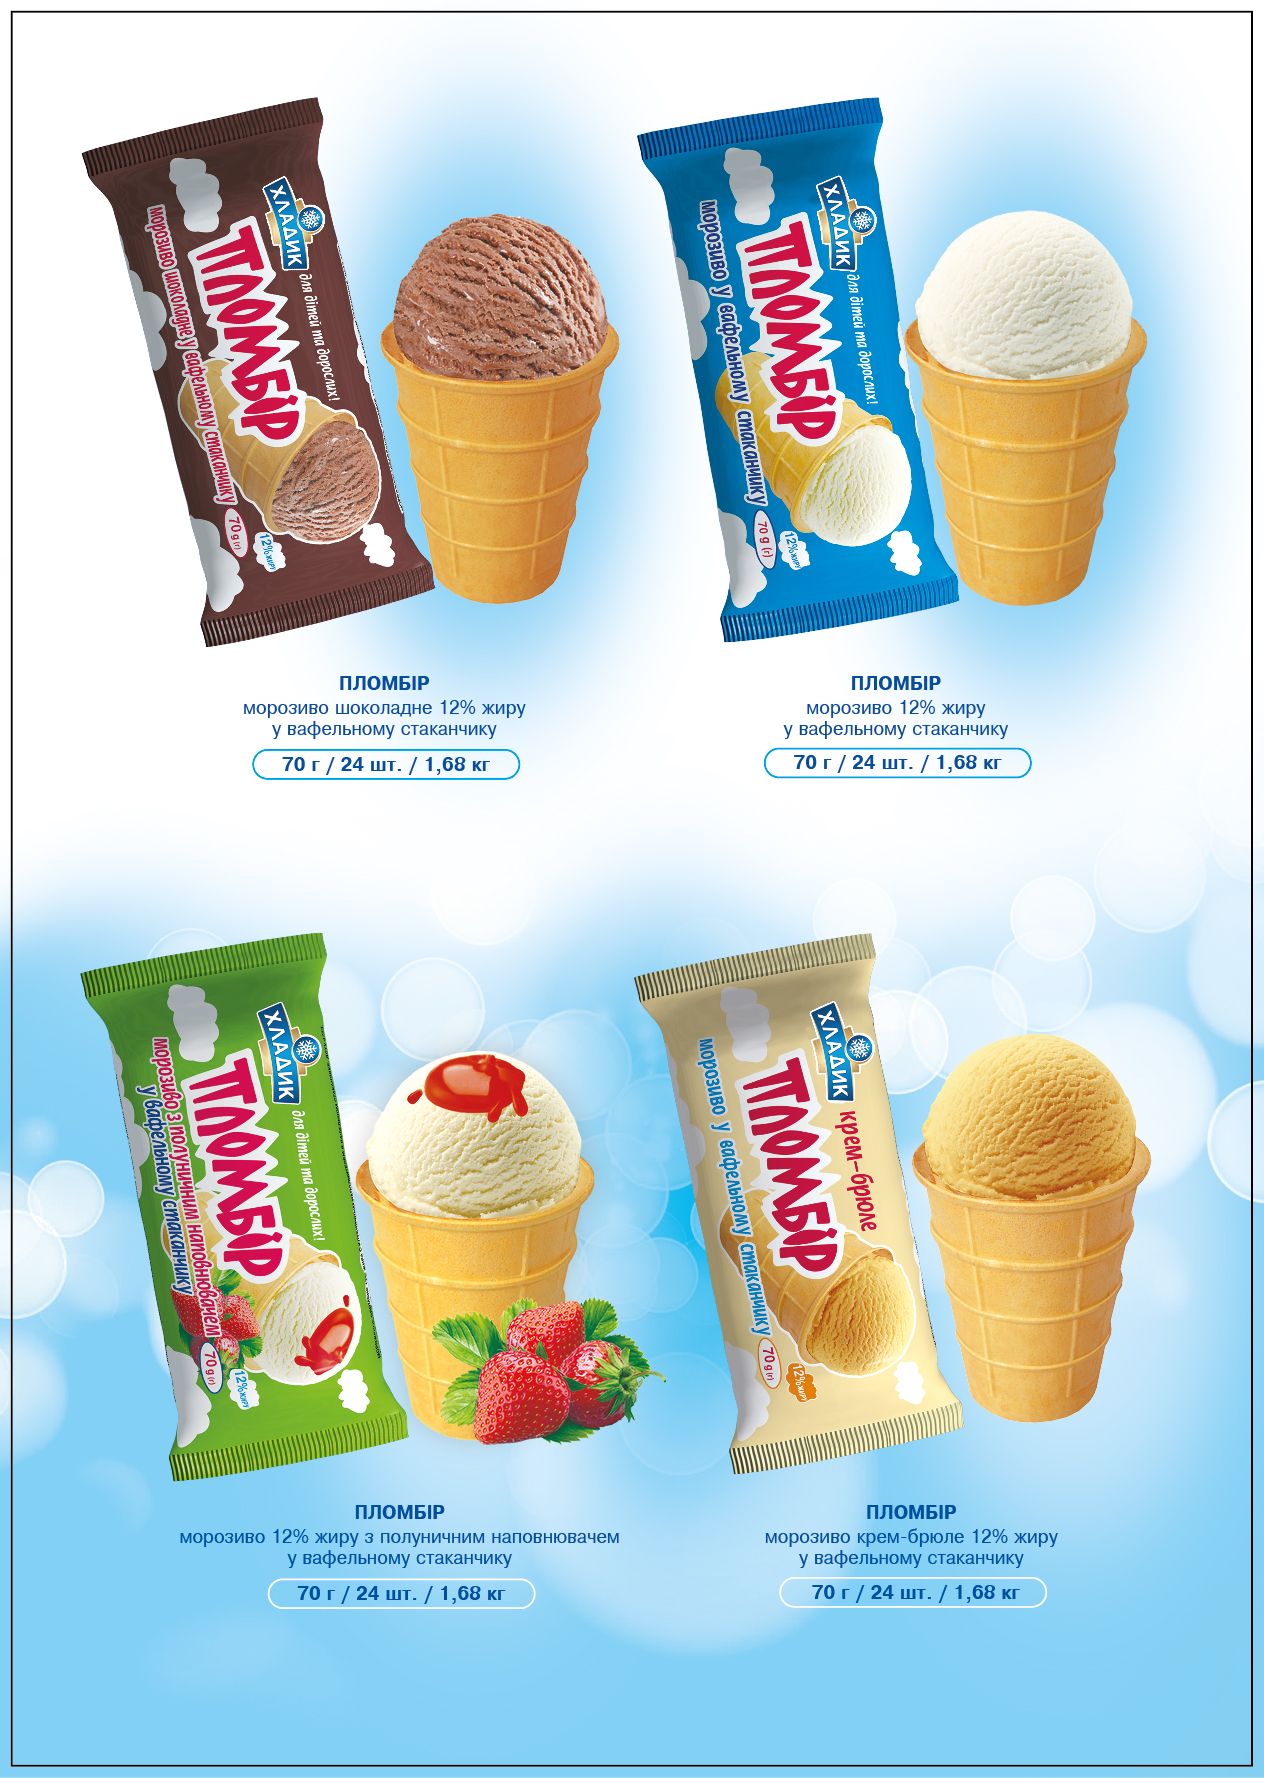 ХЛАДИК
ПЛОМБІР
для дітей та дорослих!
морозиво шоколадне у вафельному стаканчику
70 g (г)
12% жиру
ХЛАДИК
ПЛОМБІР
для дітей та дорослих!
морозиво у вафельному стаканчику
70 g (г)
12% жиру
ПЛОМБІР
морозиво шоколадне 12% жиру
у вафельному стаканчику
70 г / 24 шт. / 1,68 кг
ПЛОМБІР
морозиво 12% жиру
у вафельному стаканчику
70 г / 24 шт. / 1,68 кг
ХЛАДИК
ПЛОМБІР
для дітей та дорослих!
морозиво з полуничним наповнювачем
у вафельному стаканчику
70 g (г)
12% жиру
ХЛАДИК
ПЛОМБІР
крем-брюле
морозиво у вафельному стаканчику
70 g (г)
12% жиру
ПЛОМБІР
морозиво 12% жиру з полуничним наповнювачем
у вафельному стаканчику
70 г / 24 шт. / 1,68 кг
ПЛОМБІР
морозиво крем-брюле 12% жиру
у вафельному стаканчику
70 г / 24 шт. / 1,68 кг